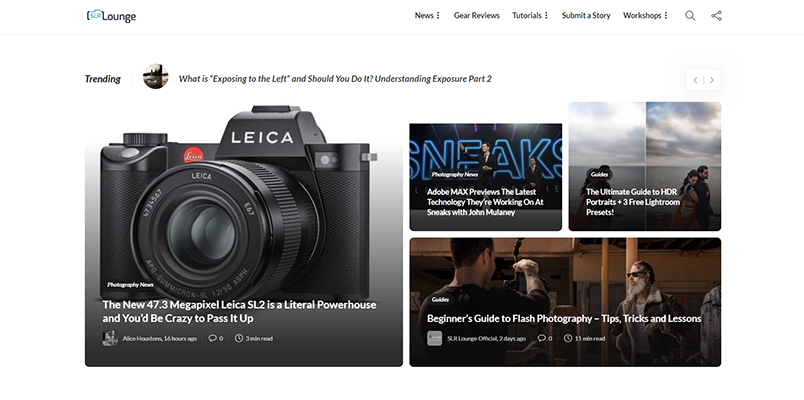 [SLR]Lounge
News
Gear Reviews
Tutorials
Submit a Story
Workshops
Trending
What is "Exposing to the Left" and Should You Do It? Understanding Exposure Part 2
LEICA
Leica
LEICA
4734567
E67
APO-SUMMICRON-SL 1:2/50 ASPH.
Photography News
The New 47.3 Megapixel Leica SL2 is a Literal Powerhouse
and You'd Be Crazy to Pass It Up
Alice Houstons, 16 hours ago 0 3 min read
SNEAKS
Photography News
Adobe MAX Previews The Latest
Technology They're Working On At
Sneaks with John Mulaney
Guides
The Ultimate Guide to HDR
Portraits + 3 Free Lightroom
Presets!
Guides
Beginner's Guide to Flash Photography – Tips, Tricks and Lessons
SLR Lounge Official, 2 days ago 0 11 min read